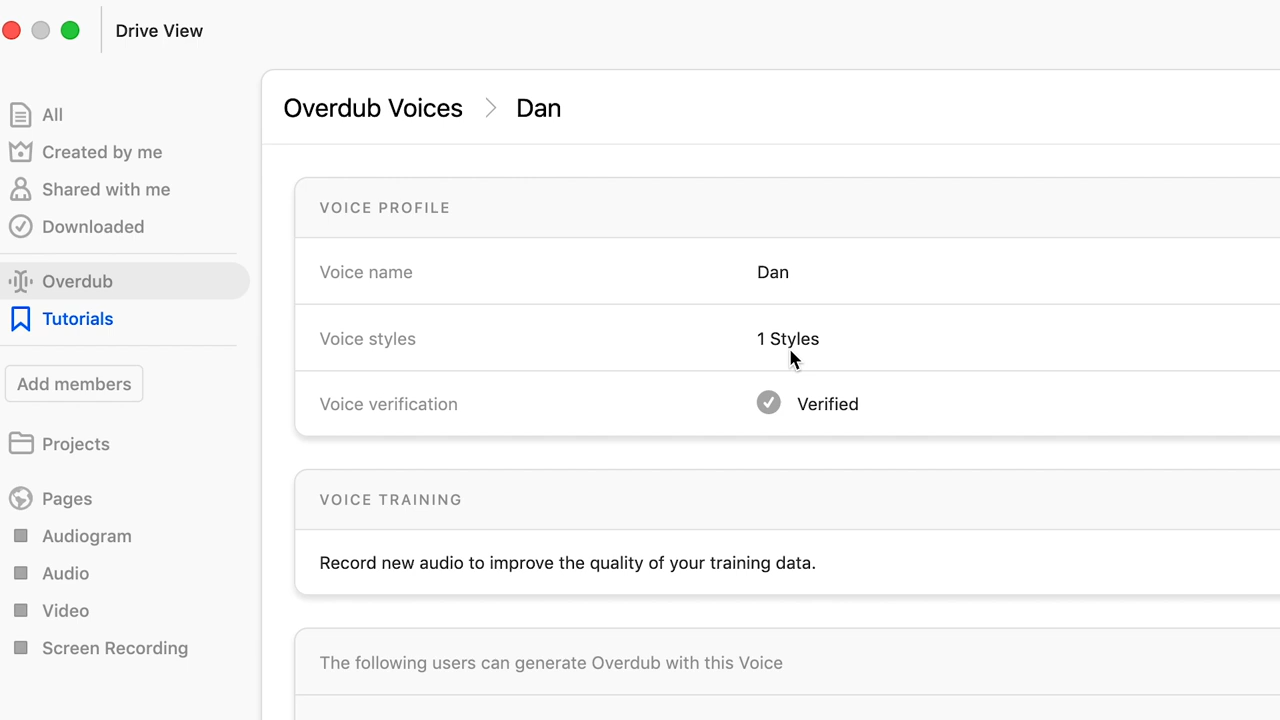 Drive View
All
Created by me
Shared with me
Downloaded
Overdub
Tutorials
Add members
Projects
Pages
Audiogram
Audio
Video
Screen Recording
Overdub Voices > Dan
VOICE PROFILE
Voice name Dan
Voice styles 1 Styles
Voice verification Verified
VOICE TRAINING
Record new audio to improve the quality of your training data.
The following users can generate Overdub with this Voice